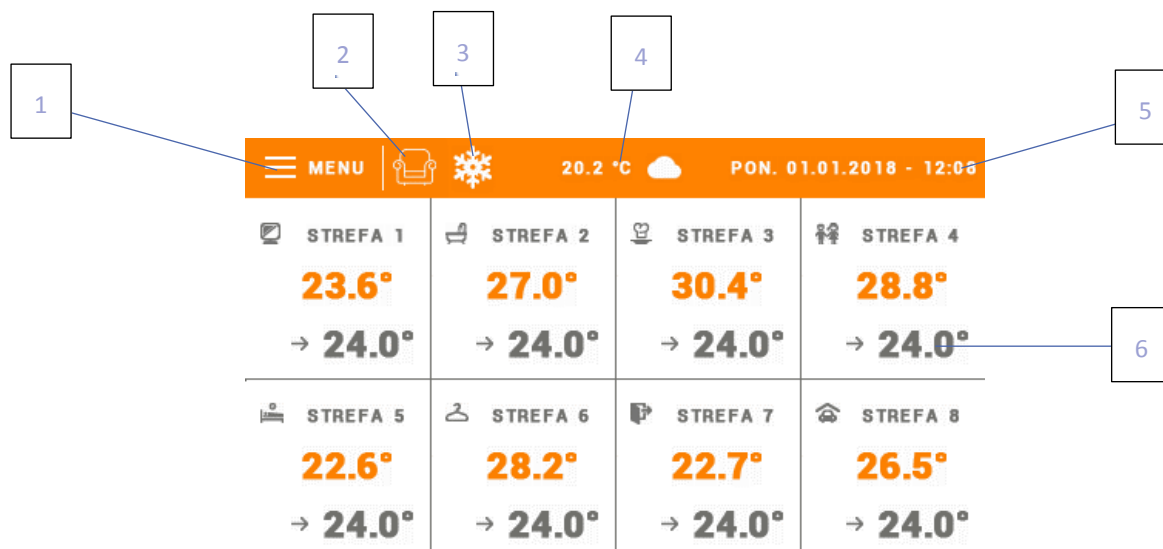 2
3
4
1
5
MENU 20.2 °C PON. 01.01.2018 - 12:08
STREFA 1 STREFA 2 STREFA 3 STREFA 4
23.6° 27.0° 30.4° 28.8°
→ 24.0° → 24.0° → 24.0° → 24.0°
6
STREFA 5 STREFA 6 STREFA 7 STREFA 8
22.6° 28.2° 22.7° 26.5°
→ 24.0° → 24.0° → 24.0° → 24.0°